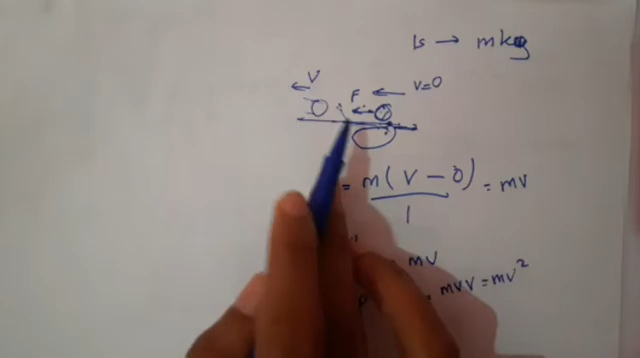 1s → mkg
V
F
V=0
= m(V-0)/1 = mV
mV
P
= mVV = mV²